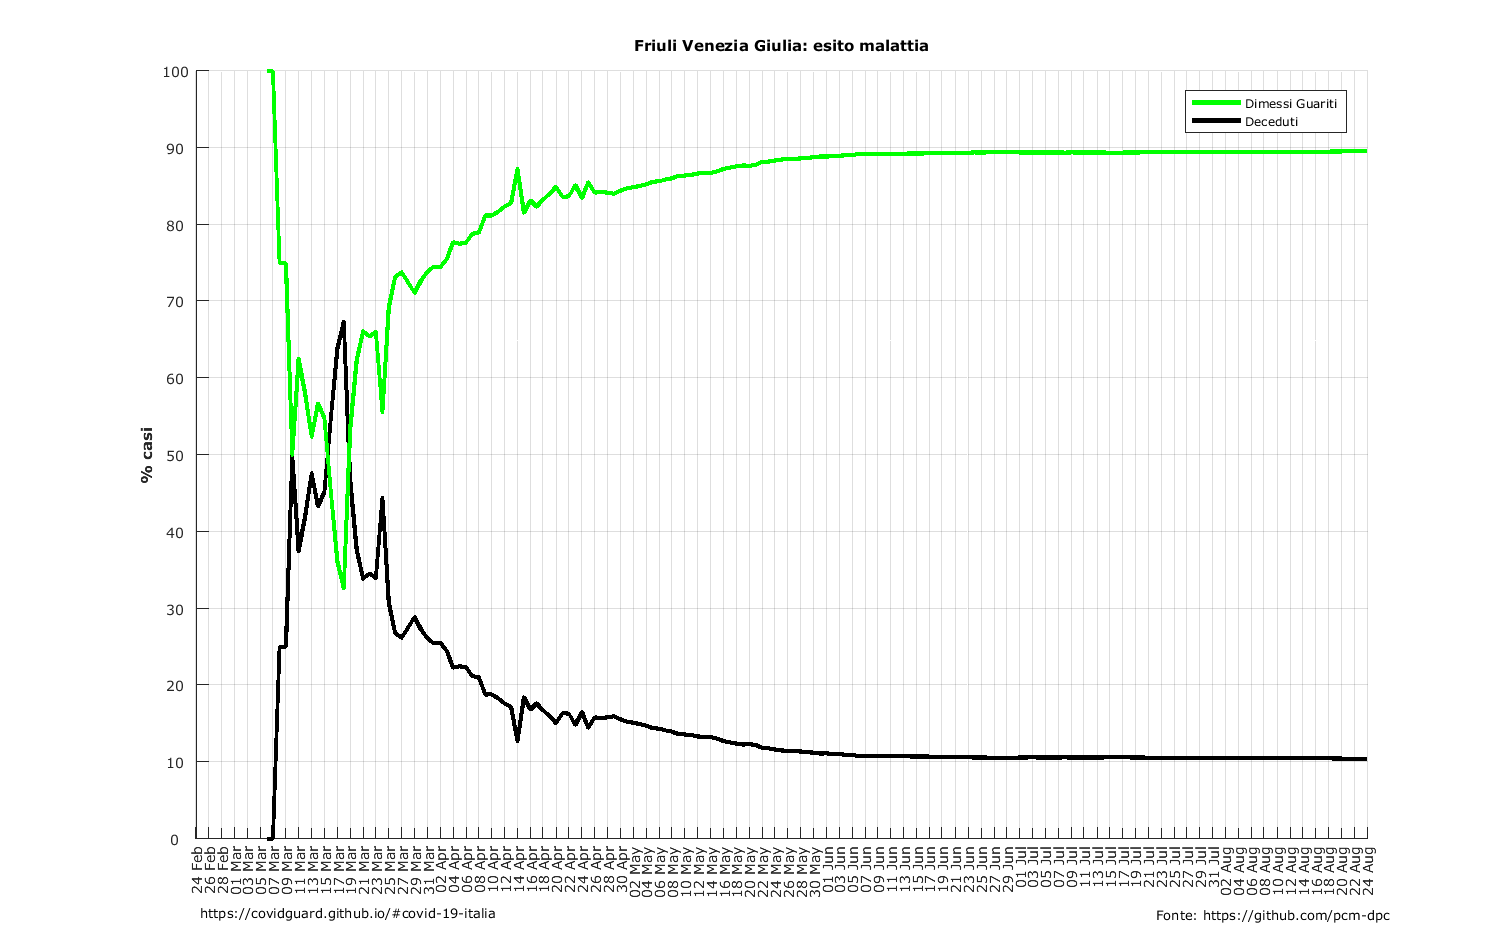 Friuli Venezia Giulia: esito malattia
Dimessi Guariti
Deceduti
% casi
100
90
80
70
60
50
40
30
20
10
0
24 Feb
26 Feb
28 Feb
01 Mar
03 Mar
05 Mar
07 Mar
09 Mar
11 Mar
13 Mar
15 Mar
17 Mar
19 Mar
21 Mar
23 Mar
25 Mar
27 Mar
29 Mar
31 Mar
02 Apr
04 Apr
06 Apr
08 Apr
10 Apr
12 Apr
14 Apr
16 Apr
18 Apr
20 Apr
22 Apr
24 Apr
26 Apr
28 Apr
30 Apr
02 May
04 May
06 May
08 May
10 May
12 May
14 May
16 May
18 May
20 May
22 May
24 May
26 May
28 May
30 May
01 Jun
03 Jun
05 Jun
07 Jun
09 Jun
11 Jun
13 Jun
15 Jun
17 Jun
19 Jun
21 Jun
23 Jun
25 Jun
27 Jun
29 Jun
01 Jul
03 Jul
05 Jul
07 Jul
09 Jul
11 Jul
13 Jul
15 Jul
17 Jul
19 Jul
21 Jul
23 Jul
25 Jul
27 Jul
29 Jul
31 Jul
02 Aug
04 Aug
06 Aug
08 Aug
10 Aug
12 Aug
14 Aug
16 Aug
18 Aug
20 Aug
22 Aug
24 Aug
https://covidguard.github.io/#covid-19-italia
Fonte: https://github.com/pcm-dpc